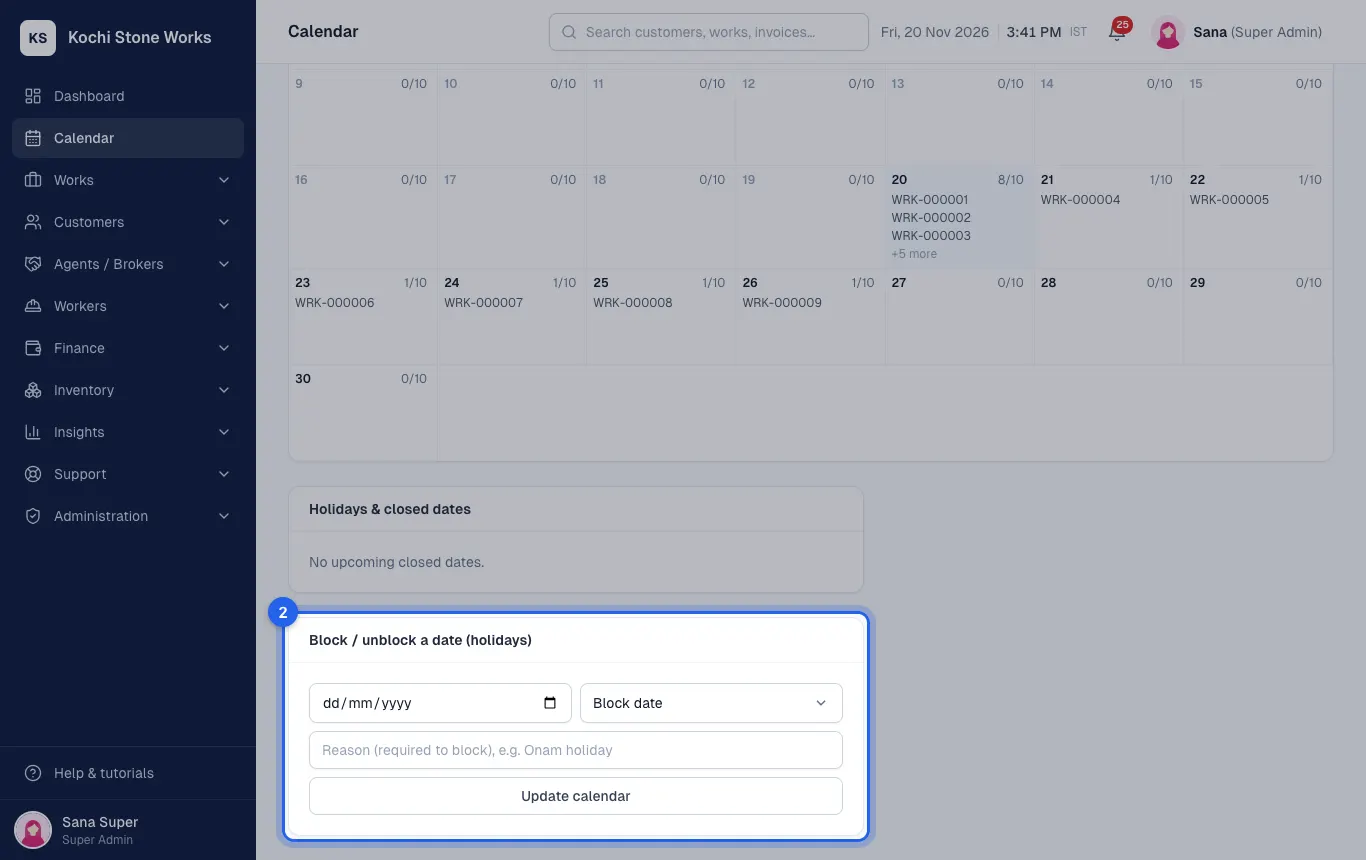 KS
Kochi Stone Works
Dashboard
Calendar
Works
Customers
Agents / Brokers
Workers
Finance
Inventory
Insights
Support
Administration
Help & tutorials
Sana Super
Super Admin
Calendar
Search customers, works, invoices...
Fri, 20 Nov 2026
3:41 PM IST
25
Sana (Super Admin)
9 0/10 10 0/10 11 0/10 12 0/10 13 0/10 14 0/10 15 0/10
16 0/10 17 0/10 18 0/10 19 0/10 20 8/10 21 1/10 22 1/10
WRK-000001 WRK-000004 WRK-000005
WRK-000002
WRK-000003
+5 more
23 1/10 24 1/10 25 1/10 26 1/10 27 0/10 28 0/10 29 0/10
WRK-000006 WRK-000007 WRK-000008 WRK-000009
30 0/10
Holidays & closed dates
No upcoming closed dates.
2
Block / unblock a date (holidays)
dd/mm/yyyy
Block date
Reason (required to block), e.g. Onam holiday
Update calendar